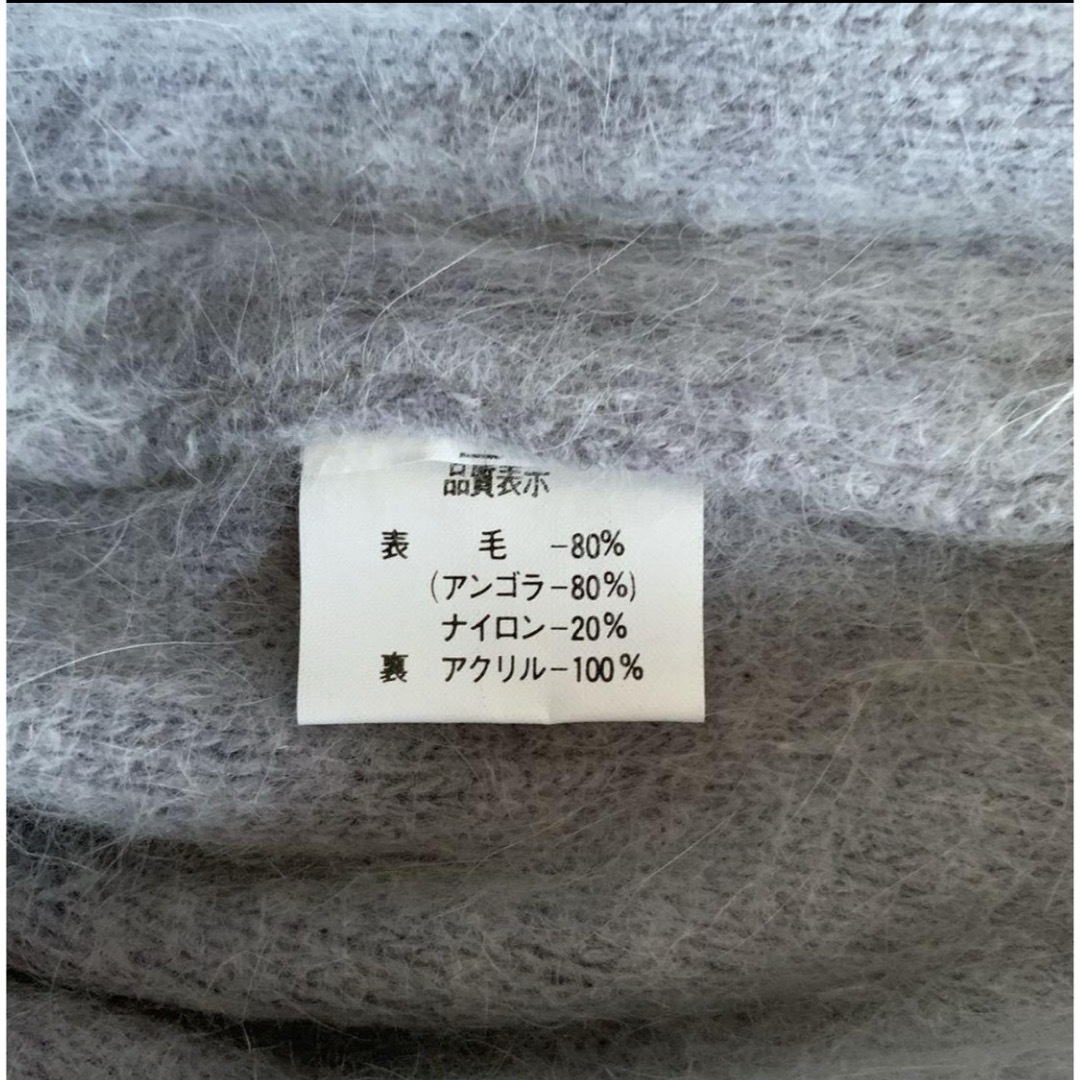 品質表示
表 毛 -80%
(アンゴラ-80%)
ナイロン-20%
裏 アクリル-100%